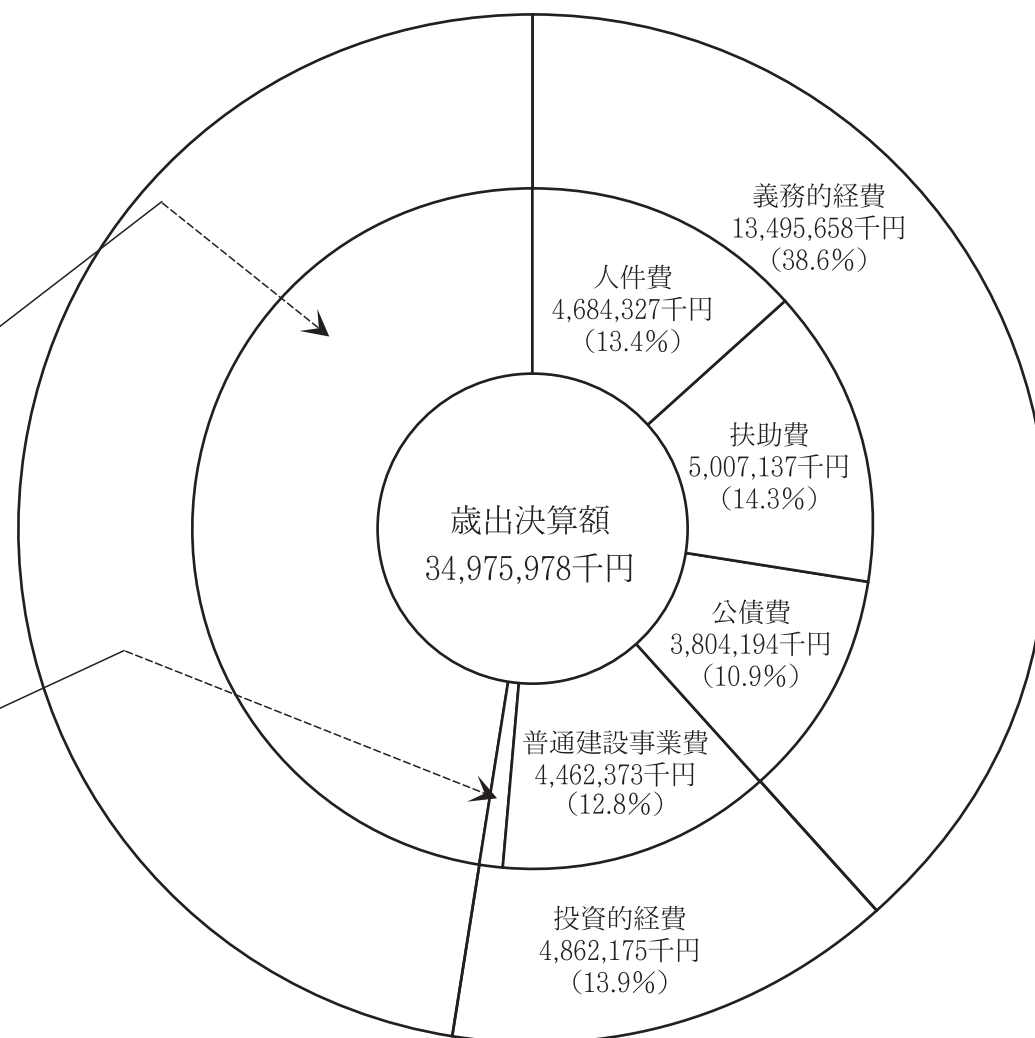 義務的経費
13,495,658千円
（38.6％）
人件費
4,684,327千円
（13.4％）
扶助費
5,007,137千円
（14.3％）
歳出決算額
34,975,978千円
公債費
3,804,194千円
（10.9％）
普通建設事業費
4,462,373千円
（12.8％）
投資的経費
4,862,175千円
（13.9％）